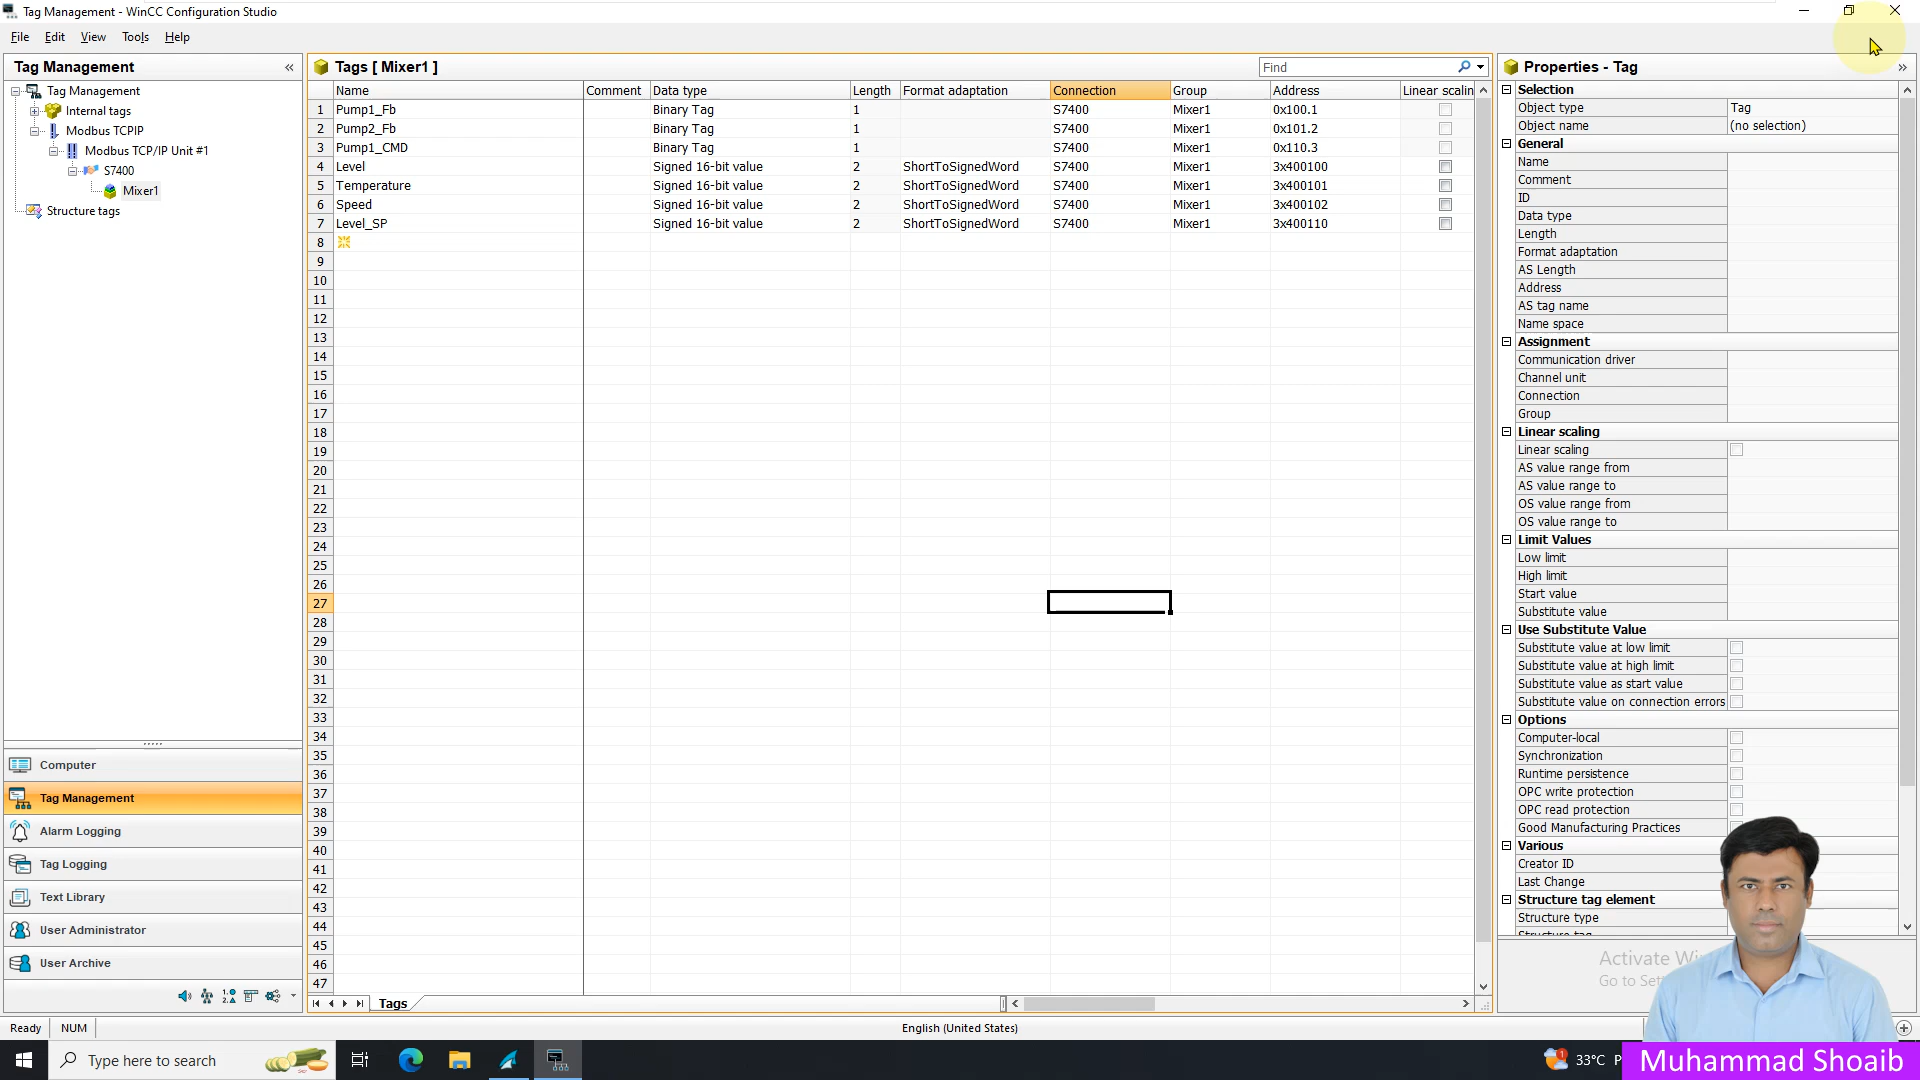 Tag Management - WinCC Configuration Studio
File Edit View Tools Help
Tag Management «
Tag Management
Internal tags
Modbus TCPIP
Modbus TCP/IP Unit #1
S7400
Mixer1
Structure tags
Computer
Tag Management
Alarm Logging
Tag Logging
Text Library
User Administrator
User Archive
Tags [ Mixer1 ] Find
Name Comment Data type Length Format adaptation Connection Group Address Linear scalin
1 Pump1_Fb Binary Tag 1 S7400 Mixer1 0x100.1
2 Pump2_Fb Binary Tag 1 S7400 Mixer1 0x101.2
3 Pump1_CMD Binary Tag 1 S7400 Mixer1 0x110.3
4 Level Signed 16-bit value 2 ShortToSignedWord S7400 Mixer1 3x400100
5 Temperature Signed 16-bit value 2 ShortToSignedWord S7400 Mixer1 3x400101
6 Speed Signed 16-bit value 2 ShortToSignedWord S7400 Mixer1 3x400102
7 Level_SP Signed 16-bit value 2 ShortToSignedWord S7400 Mixer1 3x400110
8
9
10
11
12
13
14
15
16
17
18
19
20
21
22
23
24
25
26
27
28
29
30
31
32
33
34
35
36
37
38
39
40
41
42
43
44
45
46
47
Tags
Properties - Tag »
Selection
Object type Tag
Object name (no selection)
General
Name
Comment
ID
Data type
Length
Format adaptation
AS Length
Address
AS tag name
Name space
Assignment
Communication driver
Channel unit
Connection
Group
Linear scaling
Linear scaling
AS value range from
AS value range to
OS value range from
OS value range to
Limit Values
Low limit
High limit
Start value
Substitute value
Use Substitute Value
Substitute value at low limit
Substitute value at high limit
Substitute value as start value
Substitute value on connection errors
Options
Computer-local
Synchronization
Runtime persistence
OPC write protection
OPC read protection
Good Manufacturing Practices
Various
Creator ID
Last Change
Structure tag element
Structure type
Activate Wi
Go to Set
Ready NUM English (United States)
Type here to search
33°C
Muhammad Shoaib